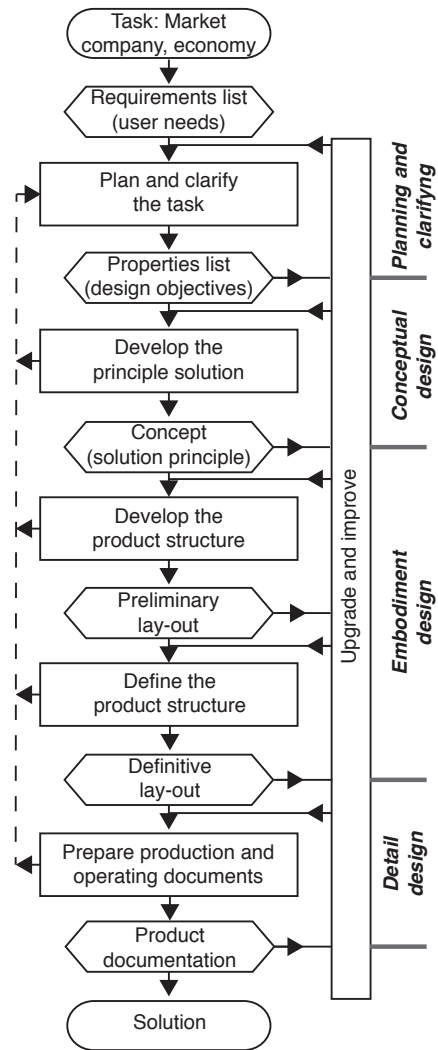 Task: Market
company, economy
Requirements list
(user needs)
Plan and clarify
the task
Properties list
(design objectives)
Develop the
principle solution
Concept
(solution principle)
Develop the
product structure
Preliminary
lay-out
Define the
product structure
Definitive
lay-out
Prepare production and
operating documents
Product
documentation
Solution
Upgrade and improve
Planning and
clarifyng
Conceptual
design
Embodiment design
Detail
design